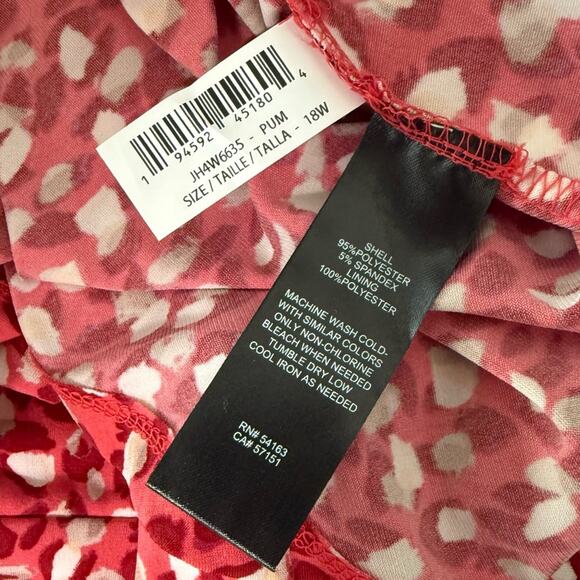 1 94592 45180 4
JH4W6635 - PUM
SIZE / TAILLE / TALLA - 18W
SHELL
95%POLYESTER
5% SPANDEX
LINING
100%POLYESTER
MACHINE WASH COLD-
WITH SIMILAR COLORS
ONLY NON-CHLORINE
BLEACH WHEN NEEDED
TUMBLE DRY LOW
COOL IRON AS NEEDED
RN# 54163
CA# 57151